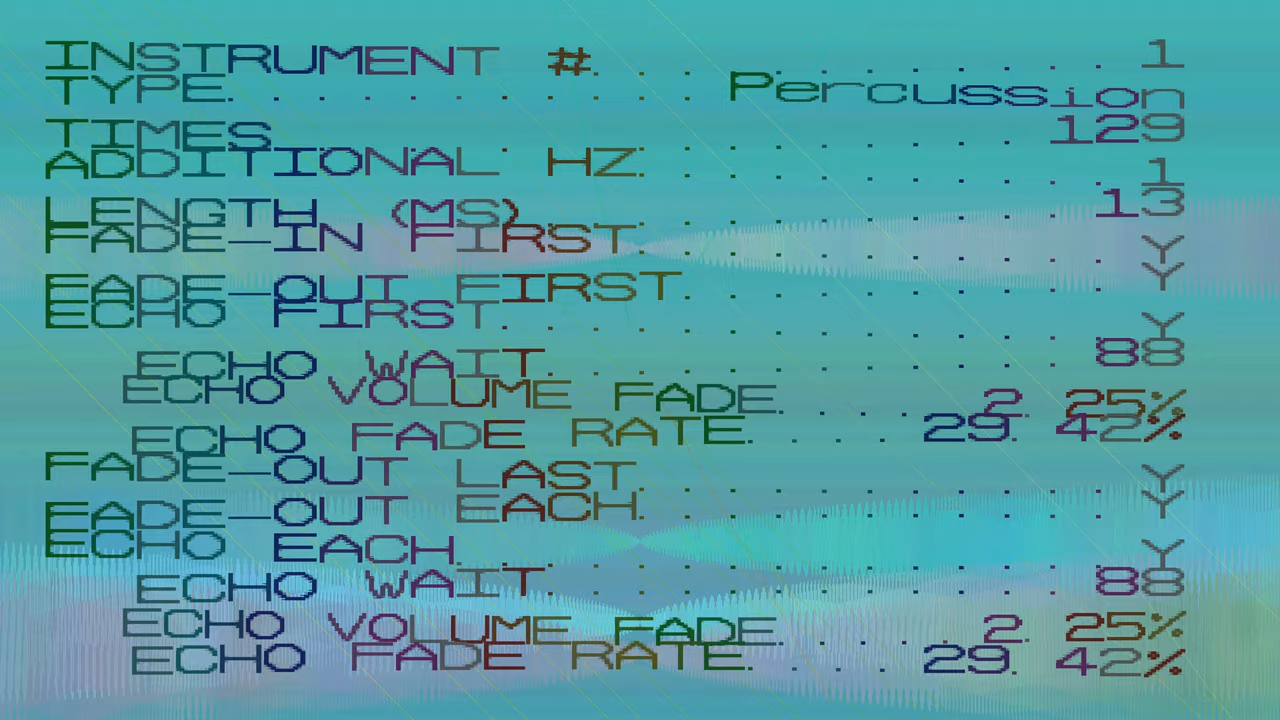 INSTRUMENT #. . . . . . . . . . . . 1
TYPE. . . . . . . . . . . Percussion
TIMES. . . . . . . . . . . . . . . . . . . 129
ADDITIONAL HZ. . . . . . . . . . . 1
LENGTH (MS). . . . . . . . . . . . . 13
FADE-IN FIRST. . . . . . . . . . . Y
FADE-OUT FIRST. . . . . . . . . . Y
ECHO FIRST. . . . . . . . . . . . . . Y
ECHO WAIT. . . . . . . . . . . . . 88
ECHO VOLUME FADE. . . . . 2. 25%
ECHO FADE RATE. . . . . 29. 42%
FADE-OUT LAST. . . . . . . . . . . Y
FADE-OUT EACH. . . . . . . . . . . Y
ECHO EACH. . . . . . . . . . . . . . . Y
ECHO WAIT. . . . . . . . . . . . . 88
ECHO VOLUME FADE. . . . . 2. 25%
ECHO FADE RATE. . . . . 29. 42%